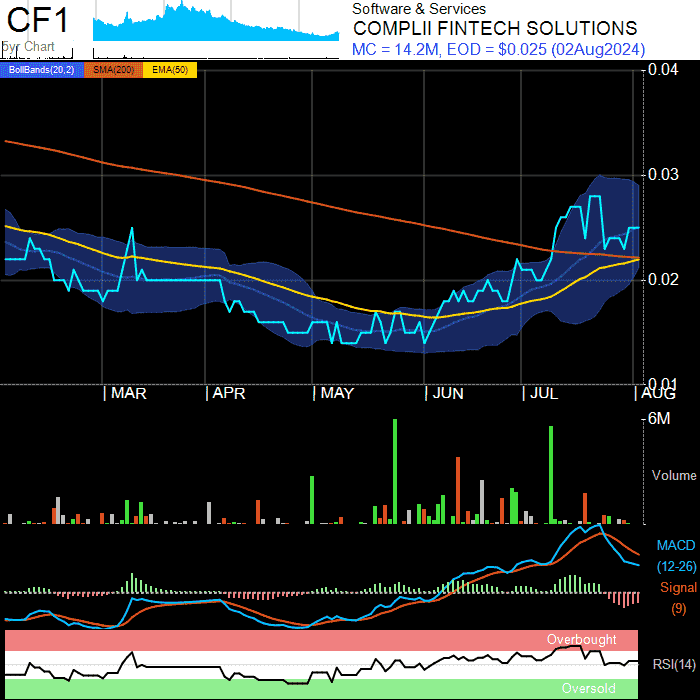 CF1
Software & Services
COMPLII FINTECH SOLUTIONS
MC = 14.2M, EOD = $0.025 (02Aug2024)
5yr Chart
BollBands(20,2) SMA(200) EMA(50)
0.04
0.03
0.02
0.01
MAR APR MAY JUN JUL AUG
6M
Volume
MACD
(12-26)
Signal
(9)
Overbought
RSI(14)
Oversold